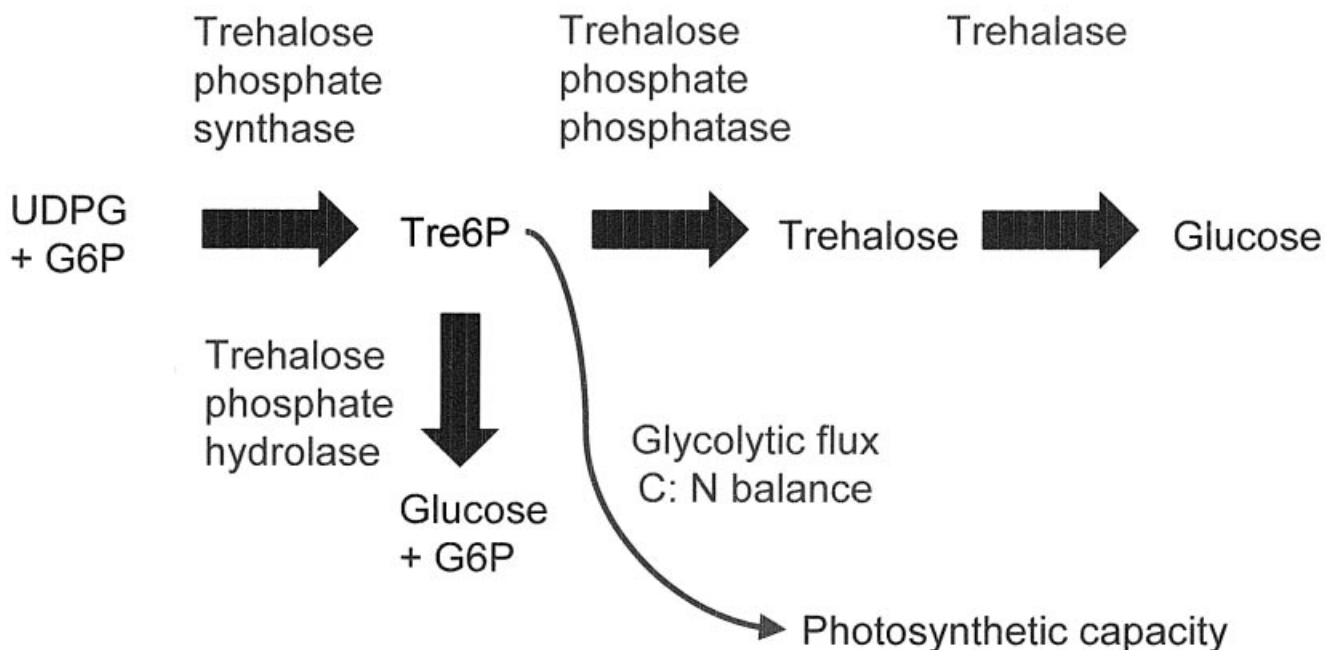 Trehalose
phosphate
synthase
Trehalose
phosphate
phosphatase
Trehalase
UDPG
+ G6P
Tre6P
Trehalose
Glucose
Trehalose
phosphate
hydrolase
Glucose
+ G6P
Glycolytic flux
C: N balance
Photosynthetic capacity